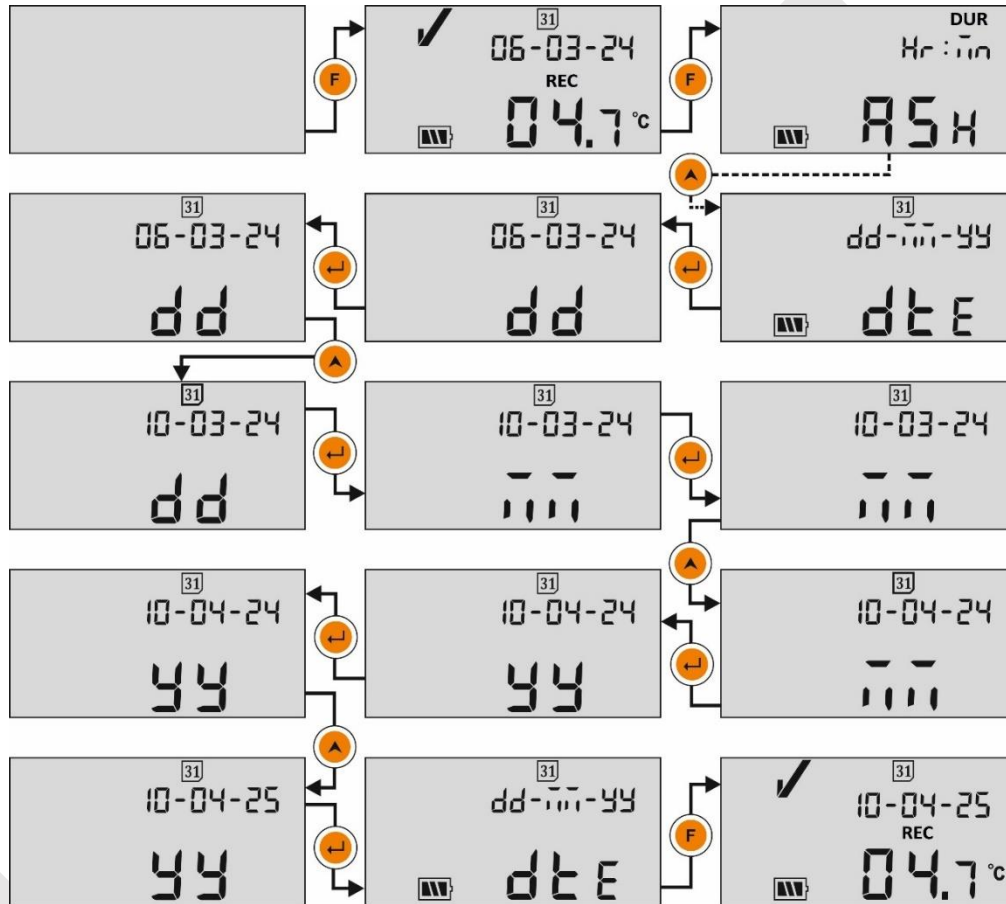 F
31
06-03-24
REC
04.7 °C
F
DUR
Hr : mn
ASH
31
06-03-24
dd
31
06-03-24
dd
31
dd-mm-yy
dtE
31
10-03-24
dd
31
10-03-24
mm
31
10-03-24
mm
31
10-04-24
yy
31
10-04-24
yy
31
10-04-24
mm
31
10-04-25
yy
31
dd-mm-yy
dtE
F
31
10-04-25
REC
04.7 °C